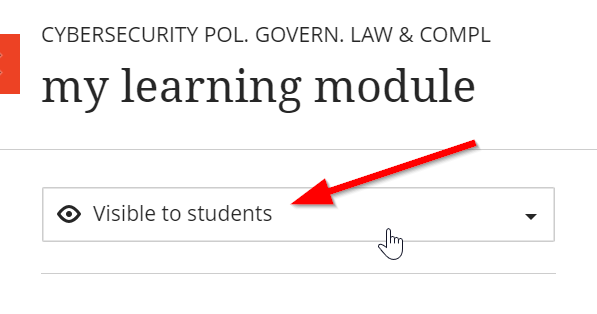 CYBERSECURITY POL. GOVERN. LAW & COMPL
my learning module
Visible to students